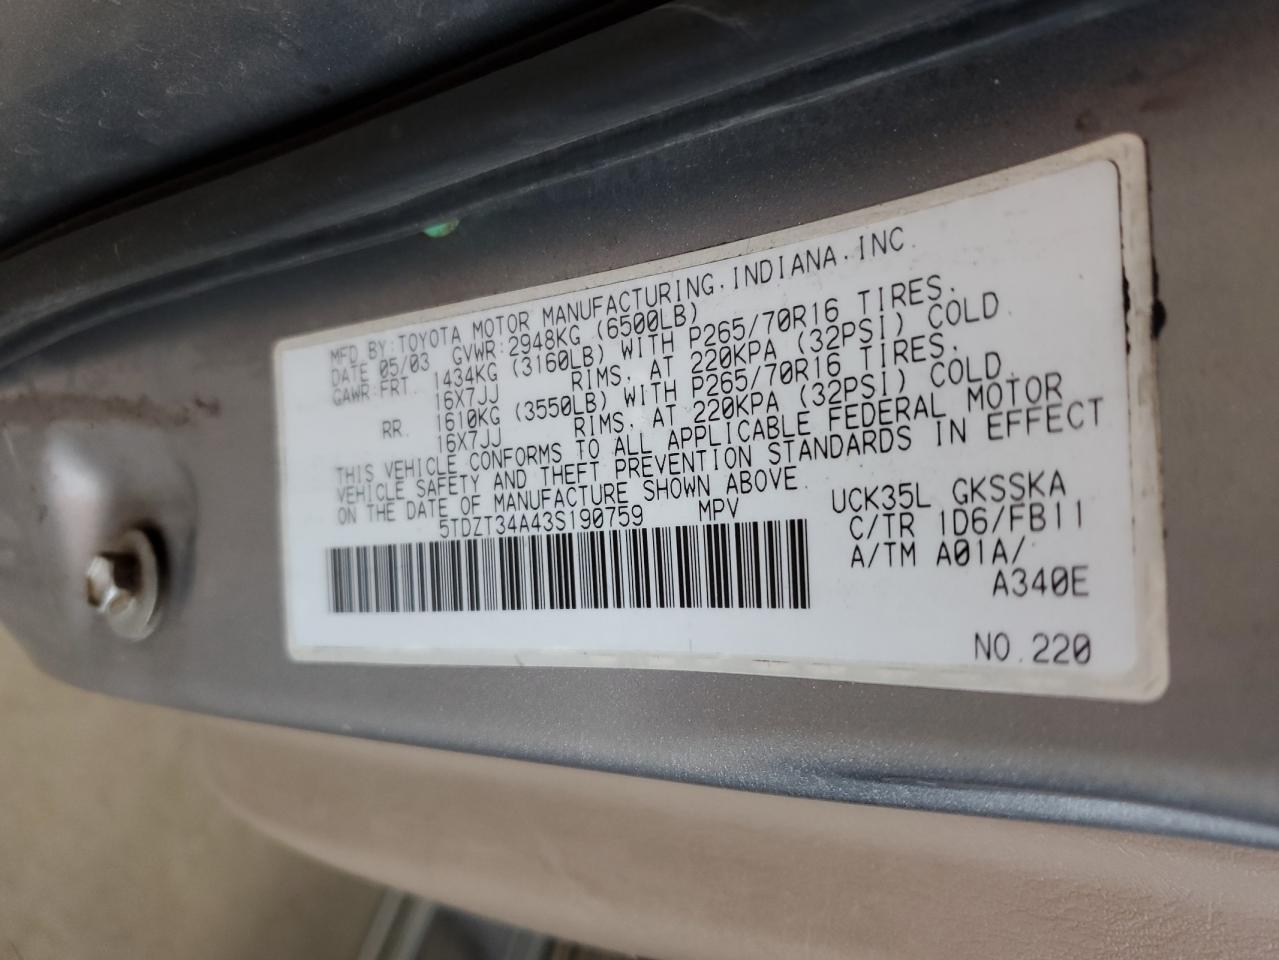 MFD BY:TOYOTA MOTOR MANUFACTURING.INDIANA.INC.
DATE 05/03 GVWR:2948KG (6500LB)
GAWR:FRT. 1434KG (3160LB) WITH P265/70R16 TIRES.
16X7JJ RIMS. AT 220KPA (32PSI) COLD
RR. 1610KG (3550LB) WITH P265/70R16 TIRES.
16X7JJ RIMS. AT 220KPA (32PSI) COLD.
THIS VEHICLE CONFORMS TO ALL APPLICABLE FEDERAL MOTOR
VEHICLE SAFETY AND THEFT PREVENTION STANDARDS IN EFFECT
ON THE DATE OF MANUFACTURE SHOWN ABOVE.
5TDZT34A43S190759 MPV
UCK35L GKSSKA
C/TR 1D6/FB11
A/TM A01A/
A340E
NO.220